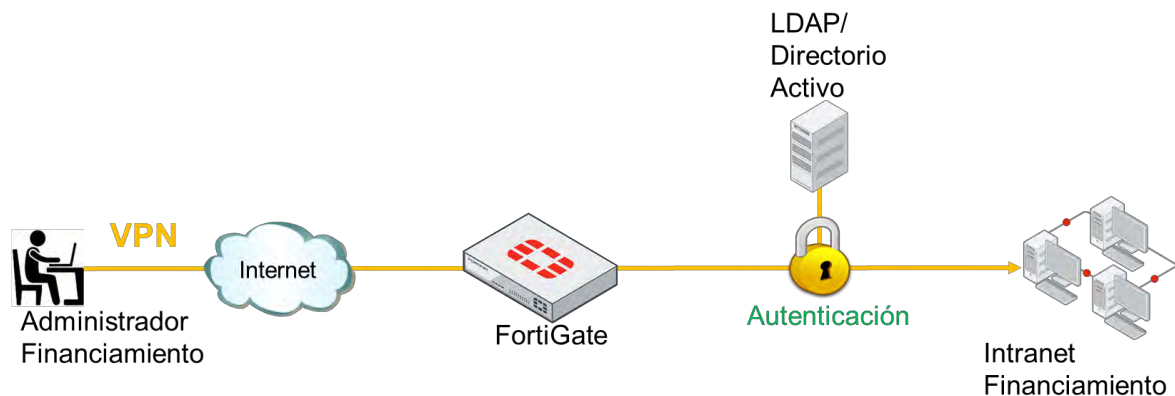 LDAP/
Directorio
Activo
VPN
Internet
Administrador
Financiamiento
FortiGate
Autenticación
Intranet
Financiamiento